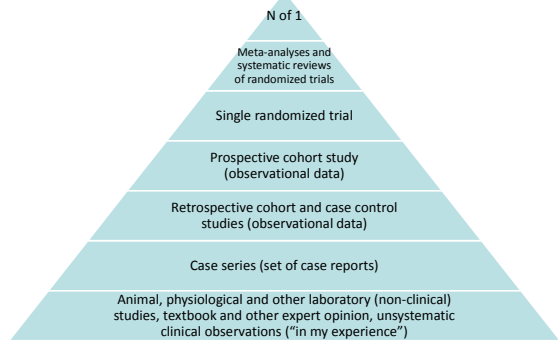 N of 1
Meta-analyses and
systematic reviews
of randomized trials
Single randomized trial
Prospective cohort study
(observational data)
Retrospective cohort and case control
studies (observational data)
Case series (set of case reports)
Animal, physiological and other laboratory (non-clinical)
studies, textbook and other expert opinion, unsystematic
clinical observations (“in my experience”)